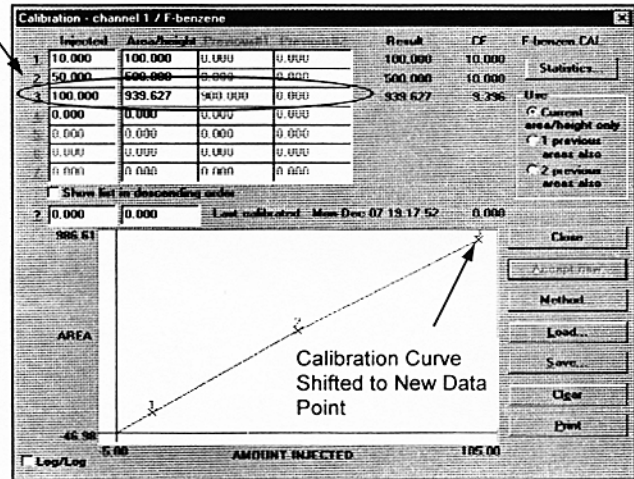 Calibration - channel 1 / F-benzene
Injected Area/height Previous#1 Result CF F-benzen.CAL
1 10.000 100.000 0.000 0.000 100.000 10.000
2 50.000 500.000 0.000 0.000 500.000 10.000
3 100.000 939.627 900.000 0.000 939.627 9.396
0.000 0.000 0.000 0.000
0.000 0.000 0.000 0.000
0.000 0.000 0.000 0.000
0.000 0.000 0.000 0.000
Statistics...
Use
Current area/height only
1 previous areas also
2 previous areas also
Show list in descending order
? 0.000 0.000 Last calibrated Mon Dec 07 19:17:52 0.000
986.61
AREA
-46.98
1
2
3
Calibration Curve
Shifted to New Data
Point
-5.00 AMOUNT INJECTED 105.00
Log/Log
Close
Accept new
Method
Load...
Save...
Clear
Print